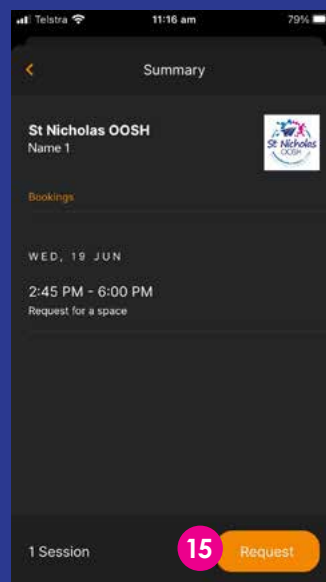 Telstra 11:16 am 79%
Summary
St Nicholas OOSH
Name 1
St Nicholas
OOSH
Bookings
WED, 19 JUN
2:45 PM - 6:00 PM
Request for a space
1 Session 15 Request